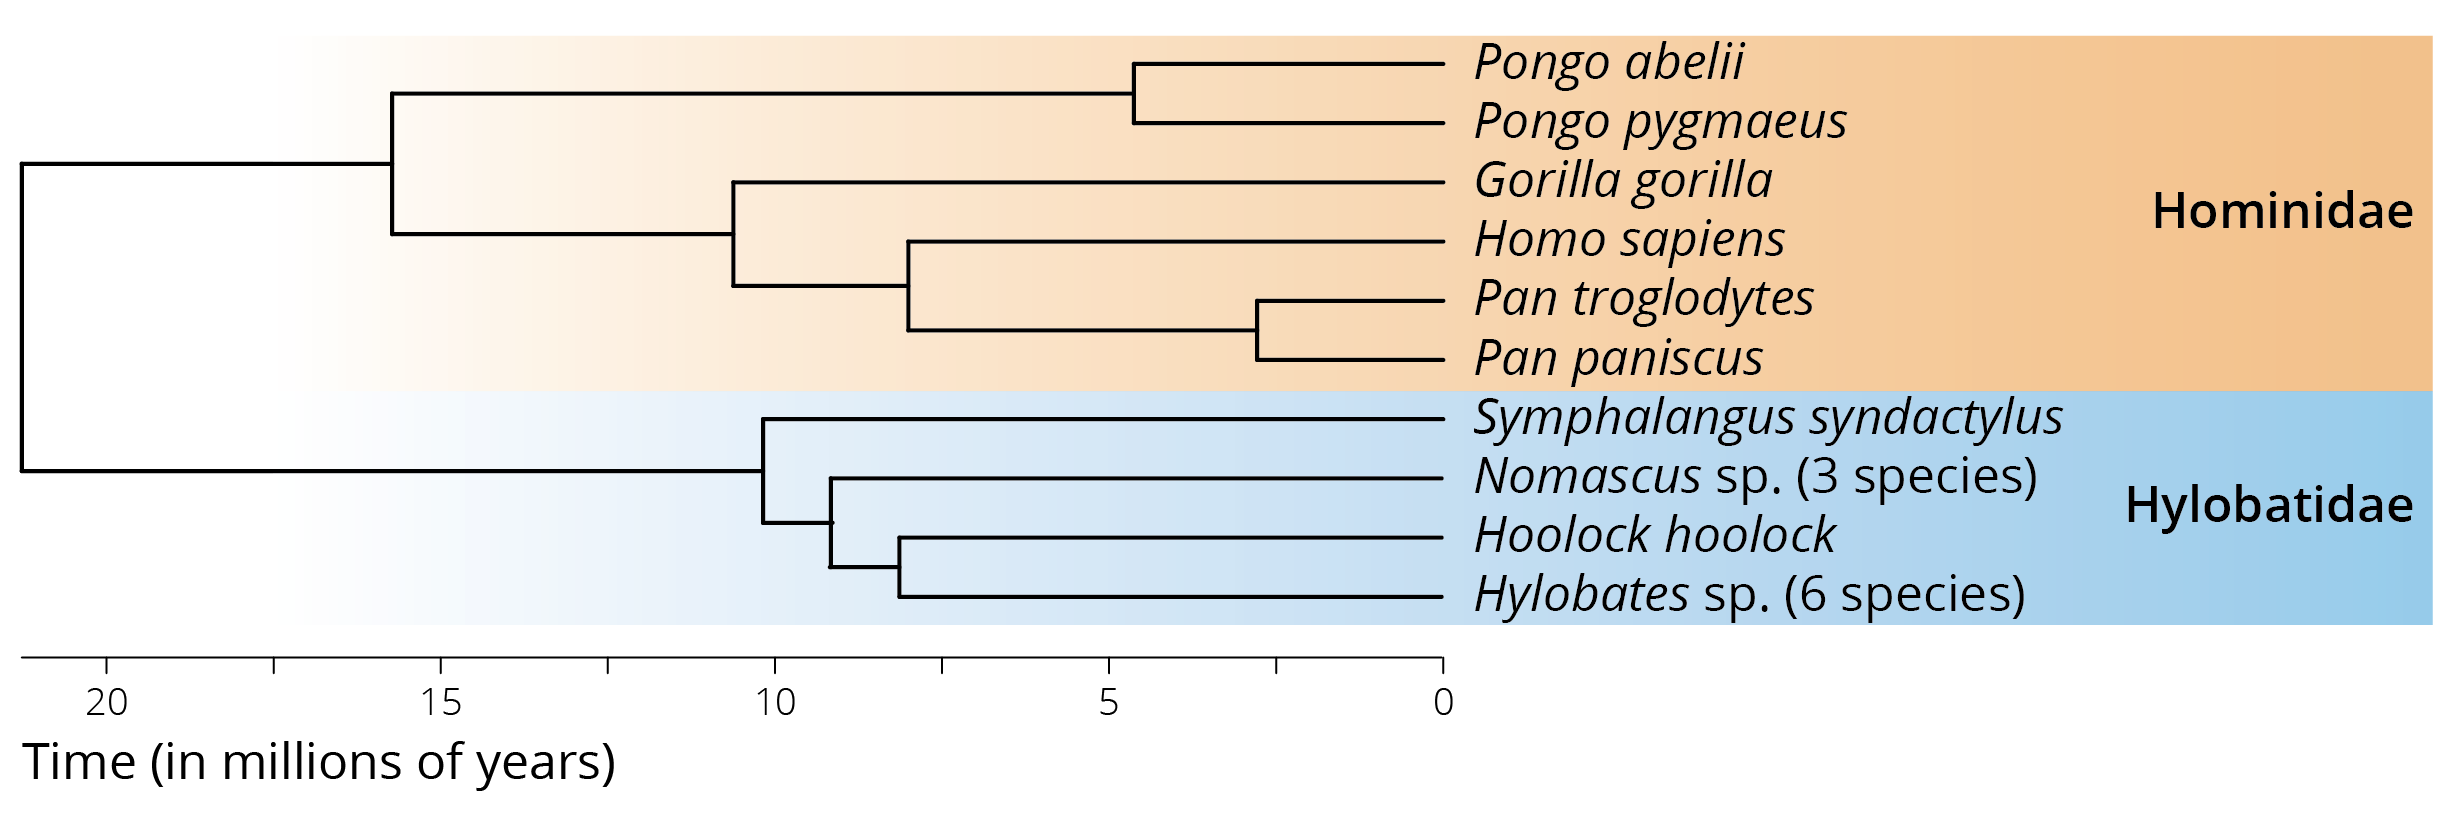 Pongo abelii
Pongo pygmaeus
Gorilla gorilla
Homo sapiens
Pan troglodytes
Pan paniscus
Hominidae
Symphalangus syndactylus
Nomascus sp. (3 species)
Hoolock hoolock
Hylobates sp. (6 species)
Hylobatidae
20 15 10 5 0
Time (in millions of years)